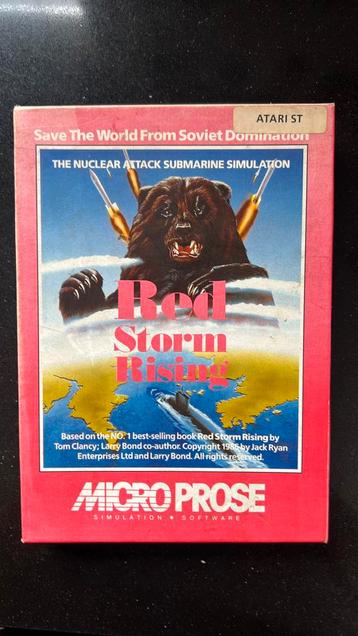 ATARI ST
Save The World From Soviet Domination
THE NUCLEAR ATTACK SUBMARINE SIMULATION
Red
Storm
Rising
Based on the NO. 1 best-selling book Red Storm Rising by
Tom Clancy; Larry Bond co-author. Copyright 1986 by Jack Ryan
Enterprises Ltd and Larry Bond. All rights reserved.
MICROPROSE
SIMULATION • SOFTWARE